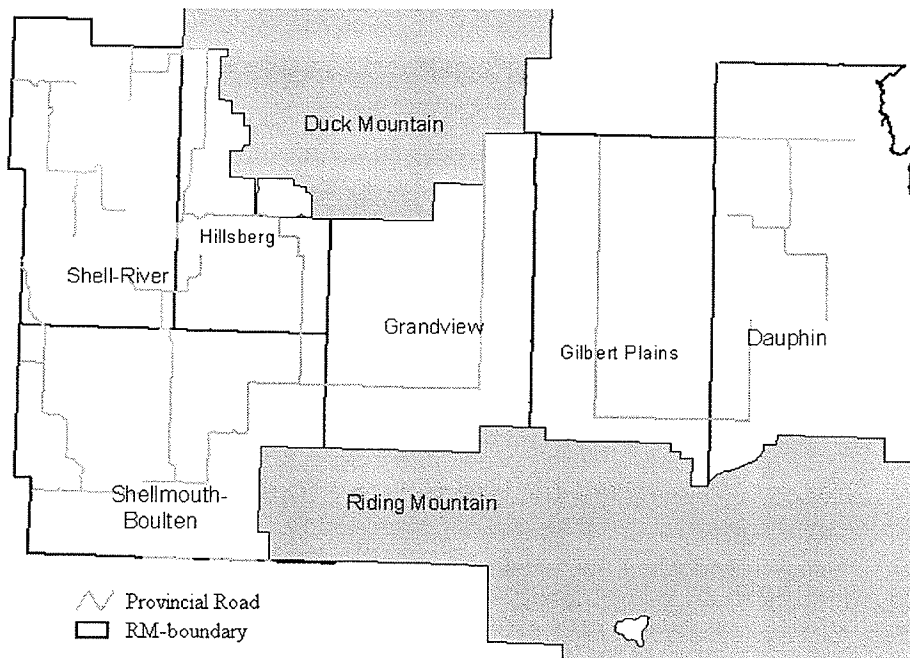 Duck Mountain
Hillsberg
Shell-River
Grandview
Gilbert Plains
Dauphin
Shellmouth-
Boulten
Riding Mountain
Provincial Road
RM-boundary